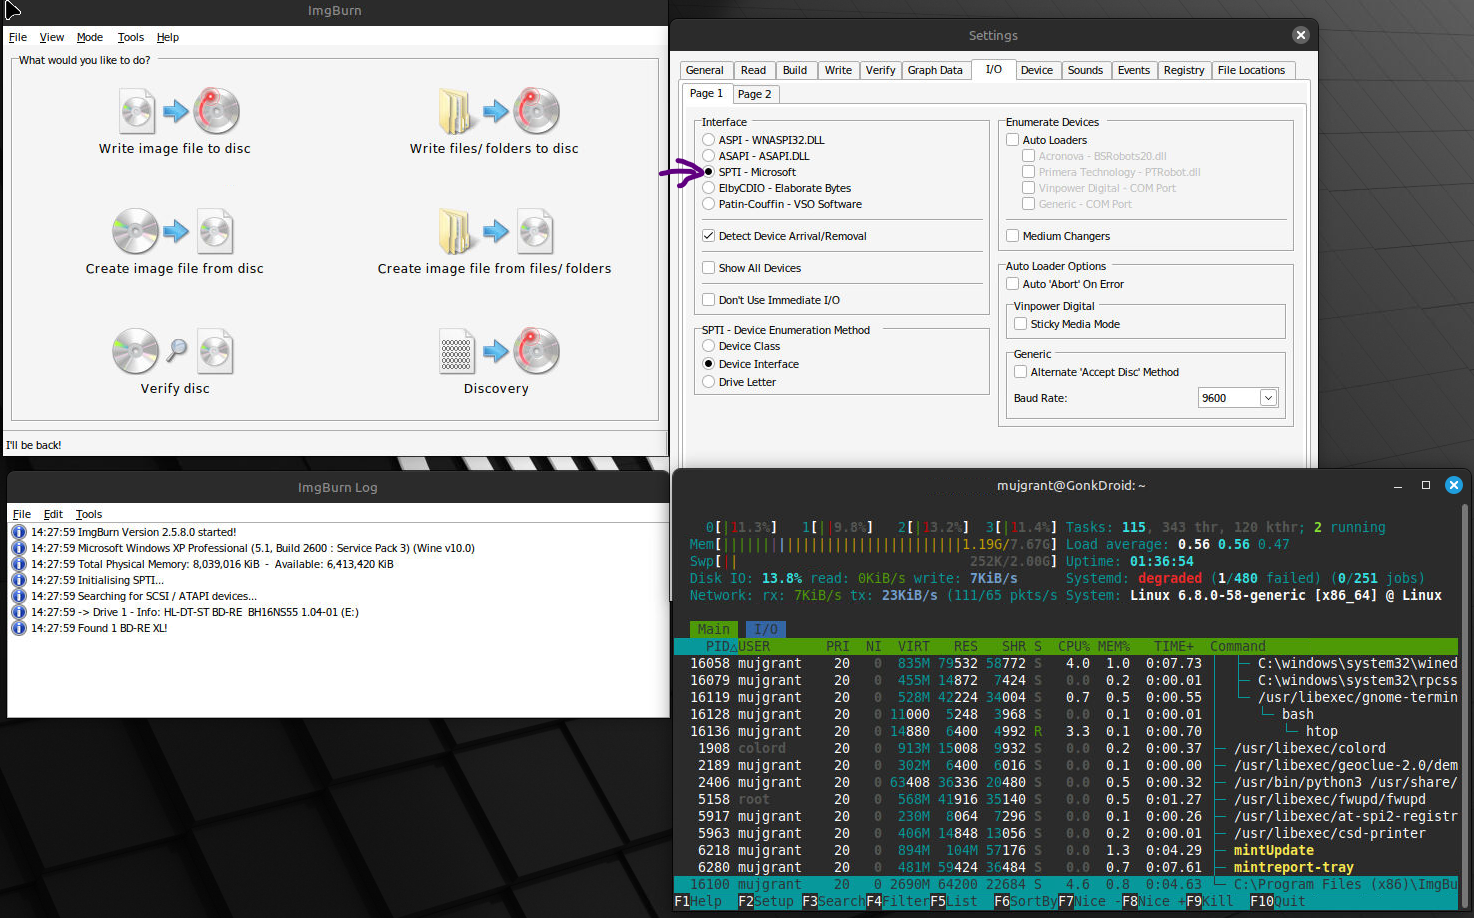 ImgBurn
File View Mode Tools Help
What would you like to do?
Write image file to disc
Write files/folders to disc
Create image file from disc
Create image file from files/folders
Verify disc
Discovery
I'll be back!
ImgBurn Log
File Edit Tools
14:27:59 ImgBurn Version 2.5.8.0 started!
14:27:59 Microsoft Windows XP Professional (5.1, Build 2600 : Service Pack 3) (Wine v10.0)
14:27:59 Total Physical Memory: 8,039,016 KiB - Available: 6,413,420 KiB
14:27:59 Initialising SPTI...
14:27:59 Searching for SCSI / ATAPI devices...
14:27:59 -> Drive 1 - Info: HL-DT-ST BD-RE BH16NS55 1.04-01 (E:)
14:27:59 Found 1 BD-RE XL!
Settings
General Read Build Write Verify Graph Data I/O Device Sounds Events Registry File Locations
Page 1 Page 2
Interface
ASPI - WNASPI32.DLL
ASAPI - ASAPI.DLL
SPTI - Microsoft
ElbyCDIO - Elaborate Bytes
Patin-Couffin - VSO Software
Detect Device Arrival/Removal
Show All Devices
Don't Use Immediate I/O
SPTI - Device Enumeration Method
Device Class
Device Interface
Drive Letter
Enumerate Devices
Auto Loaders
Acronova - BSRobots20.dll
Primera Technology - PTRobot.dll
Vinpower Digital - COM Port
Generic - COM Port
Medium Changers
Auto Loader Options
Auto 'Abort' On Error
Vinpower Digital
Sticky Media Mode
Generic
Alternate 'Accept Disc' Method
Baud Rate: 9600
mujgrant@GonkDroid: ~
0[||11.3%] 1[||9.8%] 2[|13.2%] 3[||11.4%] Tasks: 115, 343 thr, 120 kthr; 2 running
Mem[||||||||||||||||||||||||||||||1.19G/7.67G] Load average: 0.56 0.56 0.47
Swp[|| 252K/2.00G] Uptime: 01:36:54
Disk IO: 13.8% read: 0KiB/s write: 7KiB/s Systemd: degraded (1/480 failed) (0/251 jobs)
Network: rx: 7KiB/s tx: 23KiB/s (111/65 pkts/s System: Linux 6.8.0-58-generic [x86_64] @ Linux
Main I/O
PID△USER PRI NI VIRT RES SHR S CPU% MEM% TIME+ Command
16058 mujgrant 20 0 835M 79532 58772 S 4.0 1.0 0:07.73 C:\windows\system32\wined
16079 mujgrant 20 0 455M 14872 7424 S 0.0 0.2 0:00.01 C:\windows\system32\rpcss
16119 mujgrant 20 0 528M 42224 34004 S 0.7 0.5 0:00.55 /usr/libexec/gnome-termin
16128 mujgrant 20 0 11000 5248 3968 S 0.0 0.1 0:00.01 bash
16136 mujgrant 20 0 14880 6400 4992 R 3.3 0.1 0:00.70 htop
1908 colord 20 0 913M 15008 9932 S 0.0 0.2 0:00.37 /usr/libexec/colord
2189 mujgrant 20 0 302M 6400 6016 S 0.0 0.1 0:00.00 /usr/libexec/geoclue-2.0/dem
2406 mujgrant 20 0 63408 36336 20480 S 0.0 0.5 0:00.32 /usr/bin/python3 /usr/share/
5158 root 20 0 568M 41916 35140 S 0.0 0.5 0:01.27 /usr/libexec/fwupd/fwupd
5917 mujgrant 20 0 230M 8064 7296 S 0.0 0.1 0:00.26 /usr/libexec/at-spi2-registr
5963 mujgrant 20 0 406M 14848 13056 S 0.0 0.2 0:00.01 /usr/libexec/csd-printer
6218 mujgrant 20 0 894M 104M 57176 S 0.0 1.3 0:04.29 mintUpdate
6280 mujgrant 20 0 481M 59424 36484 S 0.0 0.7 0:07.61 mintreport-tray
16100 mujgrant 20 0 2690M 64200 22684 S 4.6 0.8 0:04.63 C:\Program Files (x86)\ImgBu
F1Help F2Setup F3SearchF4FilterF5List F6SortByF7Nice -F8Nice +F9Kill F10Quit